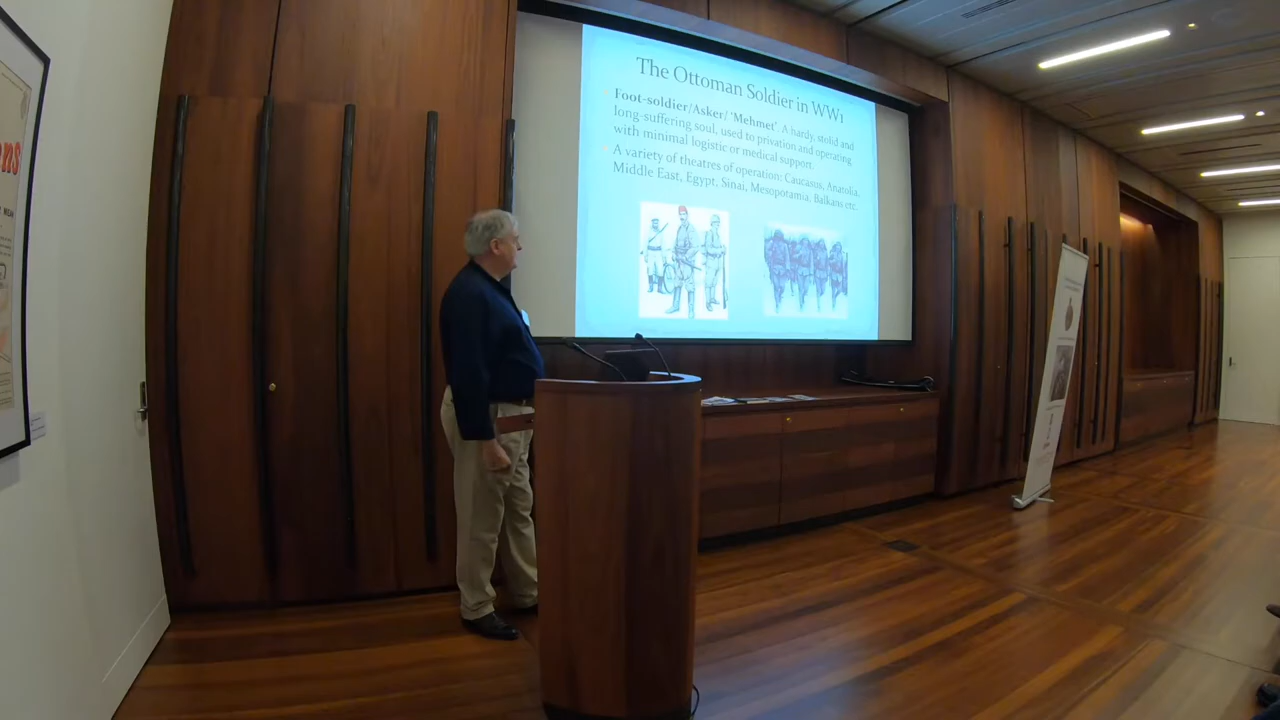 The Ottoman Soldier in WW1
Foot-soldier/Asker/ 'Mehmet'. A hardy, stolid and
long-suffering soul, used to privation and operating
with minimal logistic or medical support.
A variety of theatres of operation: Caucasus, Anatolia,
Middle East, Egypt, Sinai, Mesopotamia, Balkans etc.